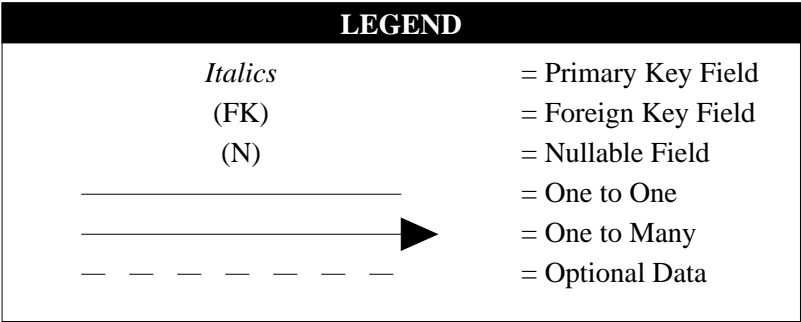 LEGEND
Italics = Primary Key Field
(FK) = Foreign Key Field
(N) = Nullable Field
= One to One
= One to Many
= Optional Data